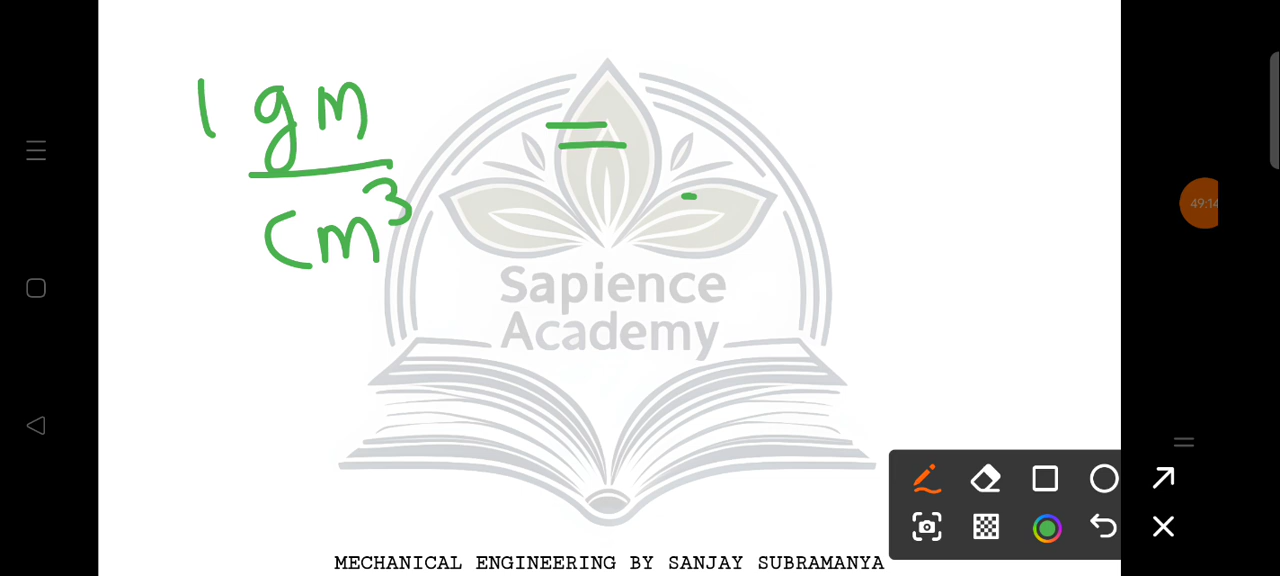 1 gm =
cm³ -
Sapience
Academy
49:14
MECHANICAL ENGINEERING BY SANJAY SUBRAMANYA